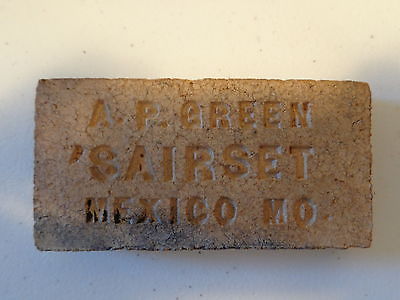 A. P. GREEN
'SAIRSET
MEXICO MO.